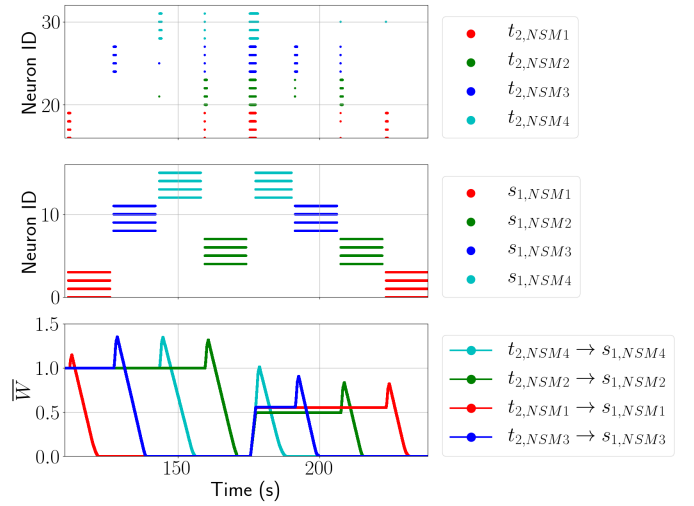 30
20
Neuron ID
t2,NSM1
t2,NSM2
t2,NSM3
t2,NSM4
10
0
Neuron ID
s1,NSM1
s1,NSM2
s1,NSM3
s1,NSM4
1.5
1.0
0.5
0.0
W
150
200
Time (s)
t2,NSM4 → s1,NSM4
t2,NSM2 → s1,NSM2
t2,NSM1 → s1,NSM1
t2,NSM3 → s1,NSM3